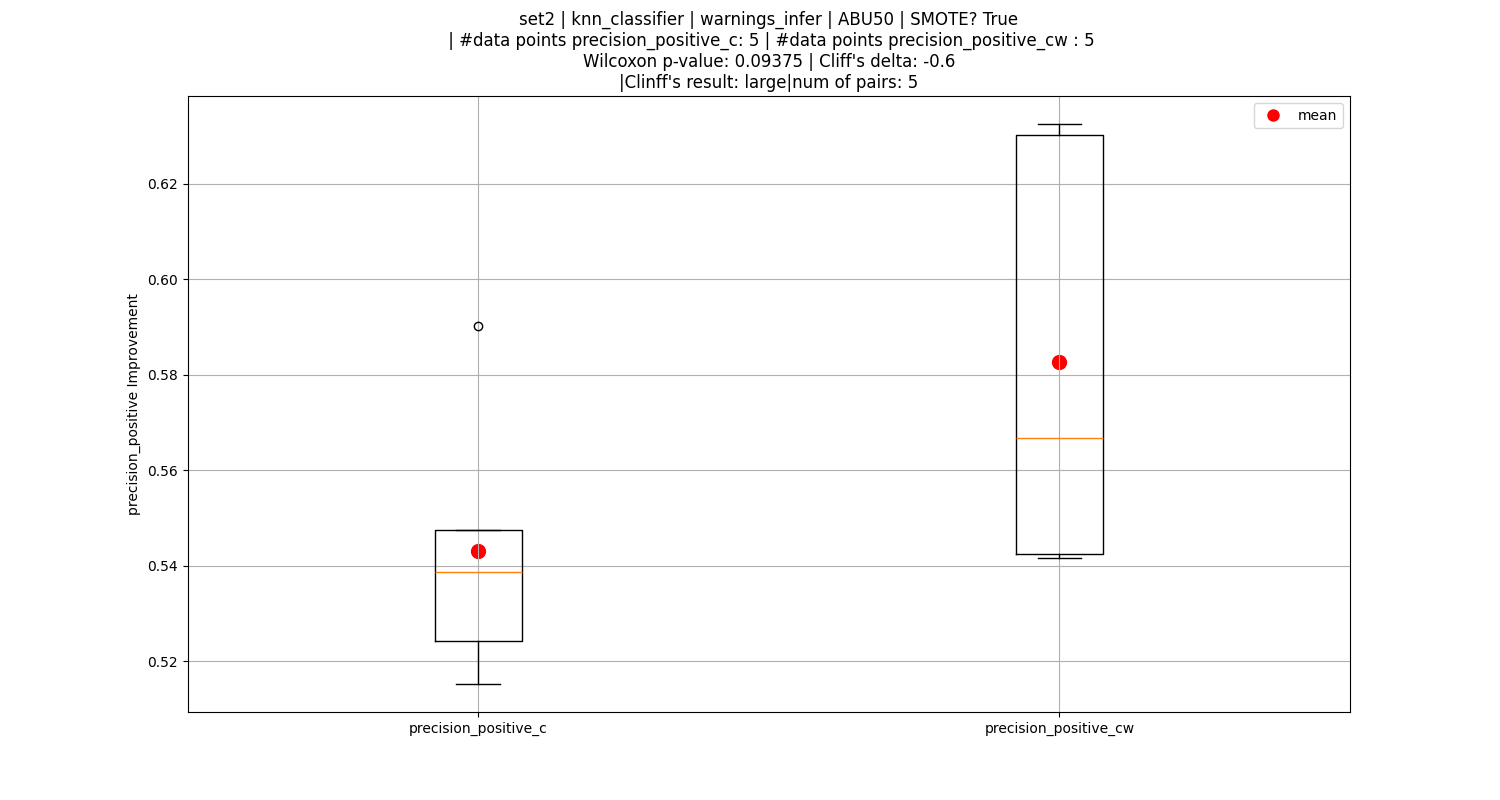 set2 | knn_classifier | warnings_infer | ABU50 | SMOTE? True
| #data points precision_positive_c: 5 | #data points precision_positive_cw : 5
Wilcoxon p-value: 0.09375 | Cliff's delta: -0.6
|Clinff's result: large|num of pairs: 5
mean
0.62
0.60
0.58
0.56
0.54
0.52
precision_positive Improvement
precision_positive_c
precision_positive_cw